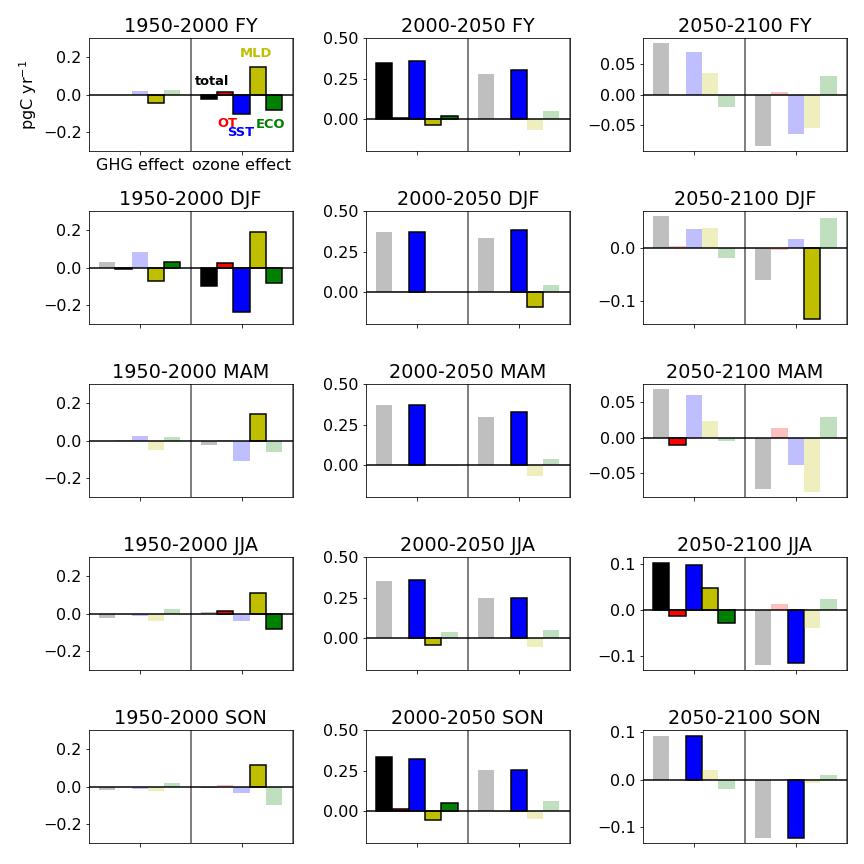 1950-2000 FY
2000-2050 FY
2050-2100 FY
pgC yr−1
0.2
0.0
−0.2
MLD
total
OT
SST
ECO
GHG effect
ozone effect
0.50
0.25
0.00
0.05
0.00
−0.05
1950-2000 DJF
2000-2050 DJF
2050-2100 DJF
0.2
0.0
−0.2
0.50
0.25
0.00
0.0
−0.1
1950-2000 MAM
2000-2050 MAM
2050-2100 MAM
0.2
0.0
−0.2
0.50
0.25
0.00
0.05
0.00
−0.05
1950-2000 JJA
2000-2050 JJA
2050-2100 JJA
0.2
0.0
−0.2
0.50
0.25
0.00
0.1
0.0
−0.1
1950-2000 SON
2000-2050 SON
2050-2100 SON
0.2
0.0
−0.2
0.50
0.25
0.00
0.1
0.0
−0.1